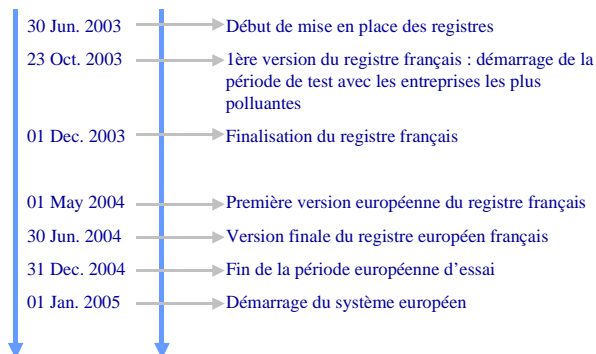 30 Jun. 2003 Début de mise en place des registres
23 Oct. 2003 1ère version du registre français : démarrage de la
période de test avec les entreprises les plus
polluantes
01 Dec. 2003 Finalisation du registre français
01 May 2004 Première version européenne du registre français
30 Jun. 2004 Version finale du registre européen français
31 Dec. 2004 Fin de la période européenne d'essai
01 Jan. 2005 Démarrage du système européen